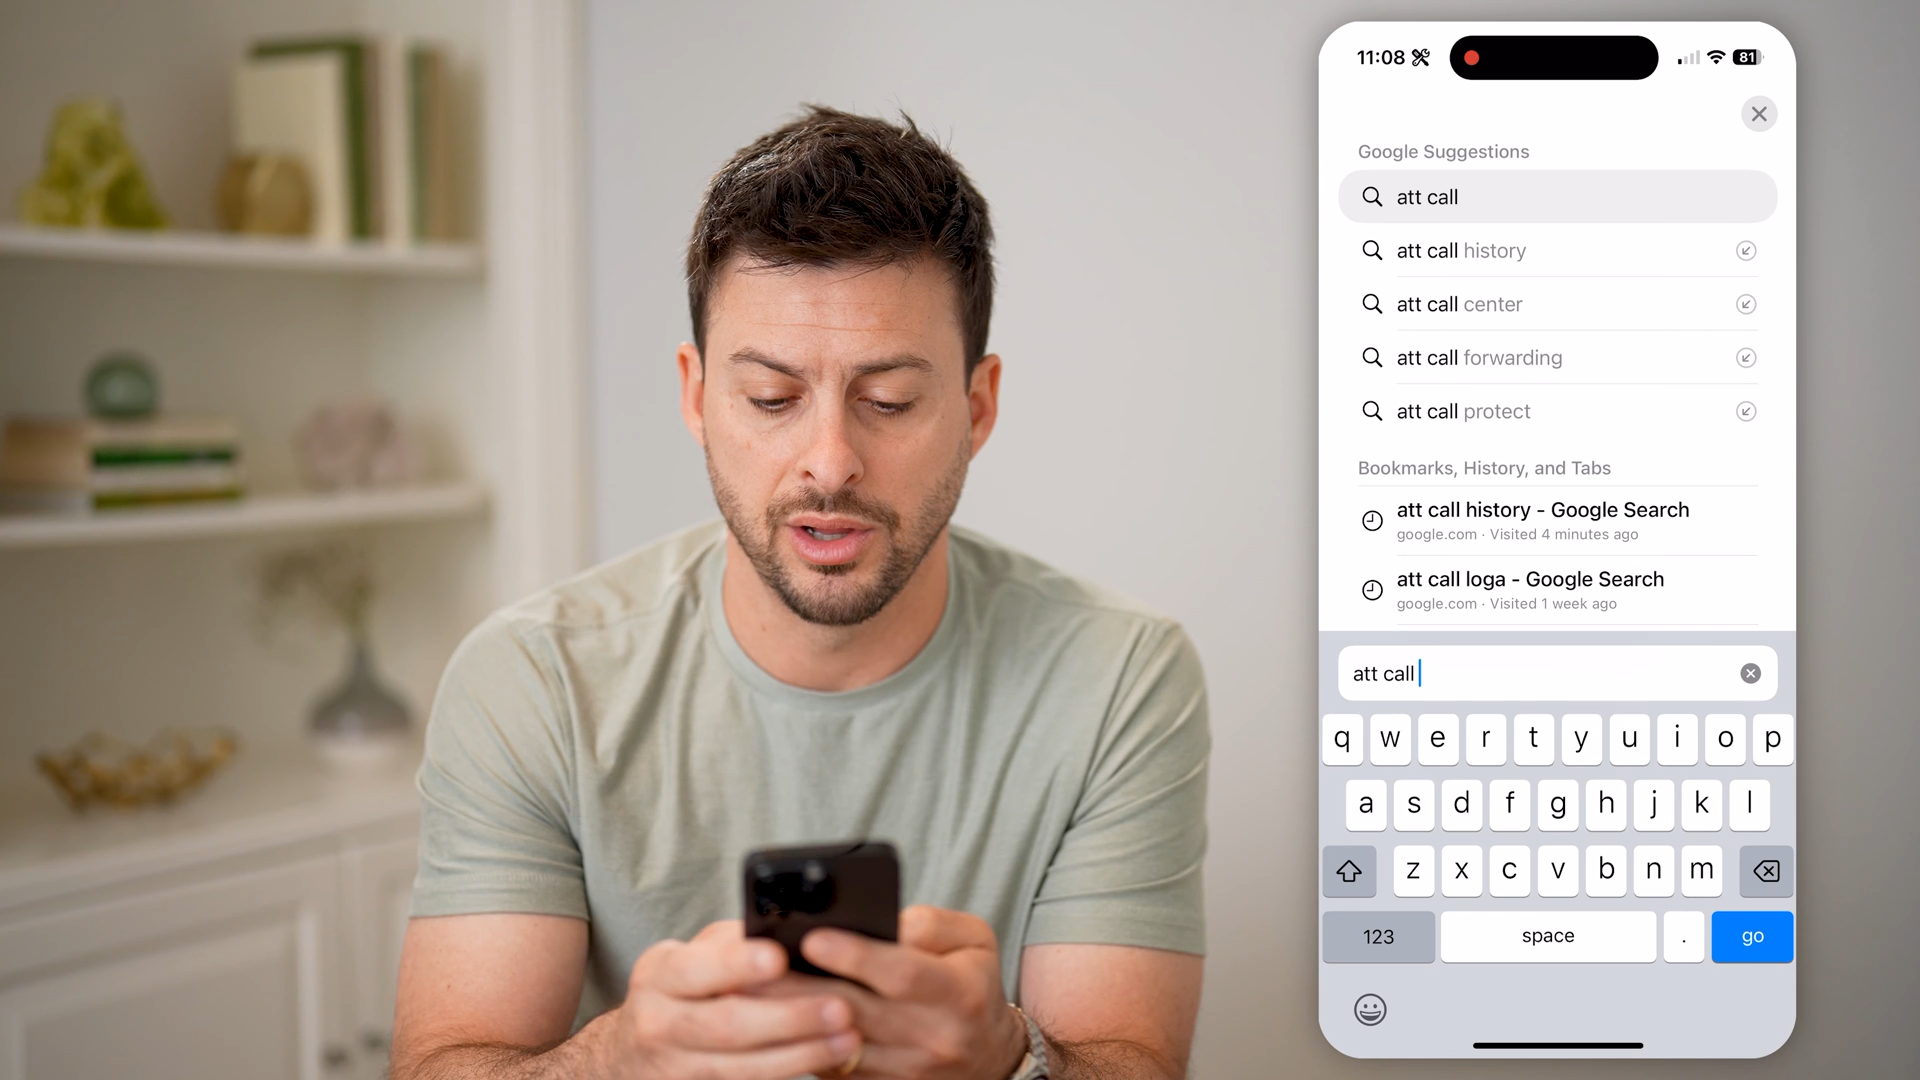 11:08
81
Google Suggestions
att call
att call history
att call center
att call forwarding
att call protect
Bookmarks, History, and Tabs
att call history - Google Search
google.com · Visited 4 minutes ago
att call loga - Google Search
google.com · Visited 1 week ago
att call
q w e r t y u i o p
a s d f g h j k l
z x c v b n m
123 space . go